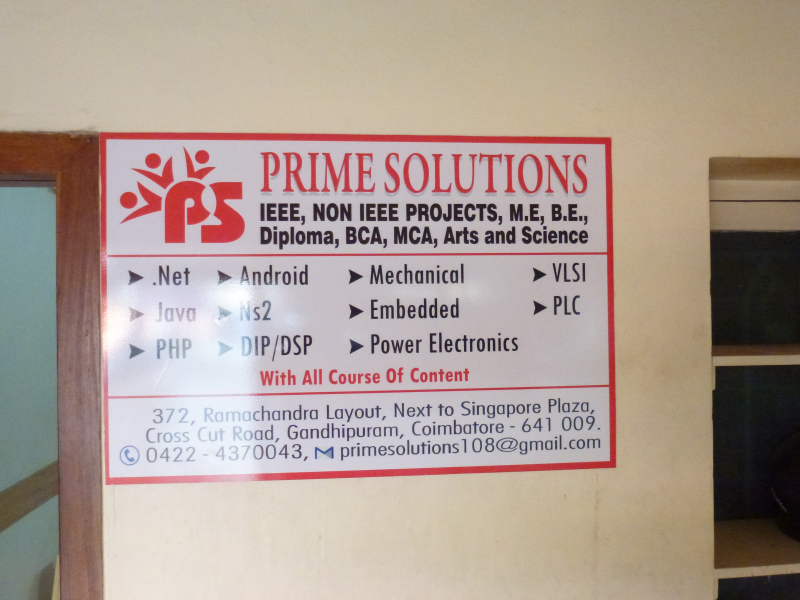 PS
PRIME SOLUTIONS
IEEE, NON IEEE PROJECTS, M.E, B.E.,
Diploma, BCA, MCA, Arts and Science
➤ .Net ➤ Android ➤ Mechanical ➤ VLSI
➤ Java ➤ Ns2 ➤ Embedded ➤ PLC
➤ PHP ➤ DIP/DSP ➤ Power Electronics
With All Course Of Content
372, Ramachandra Layout, Next to Singapore Plaza,
Cross Cut Road, Gandhipuram, Coimbatore - 641 009.
0422 - 4370043, primesolutions108@gmail.com